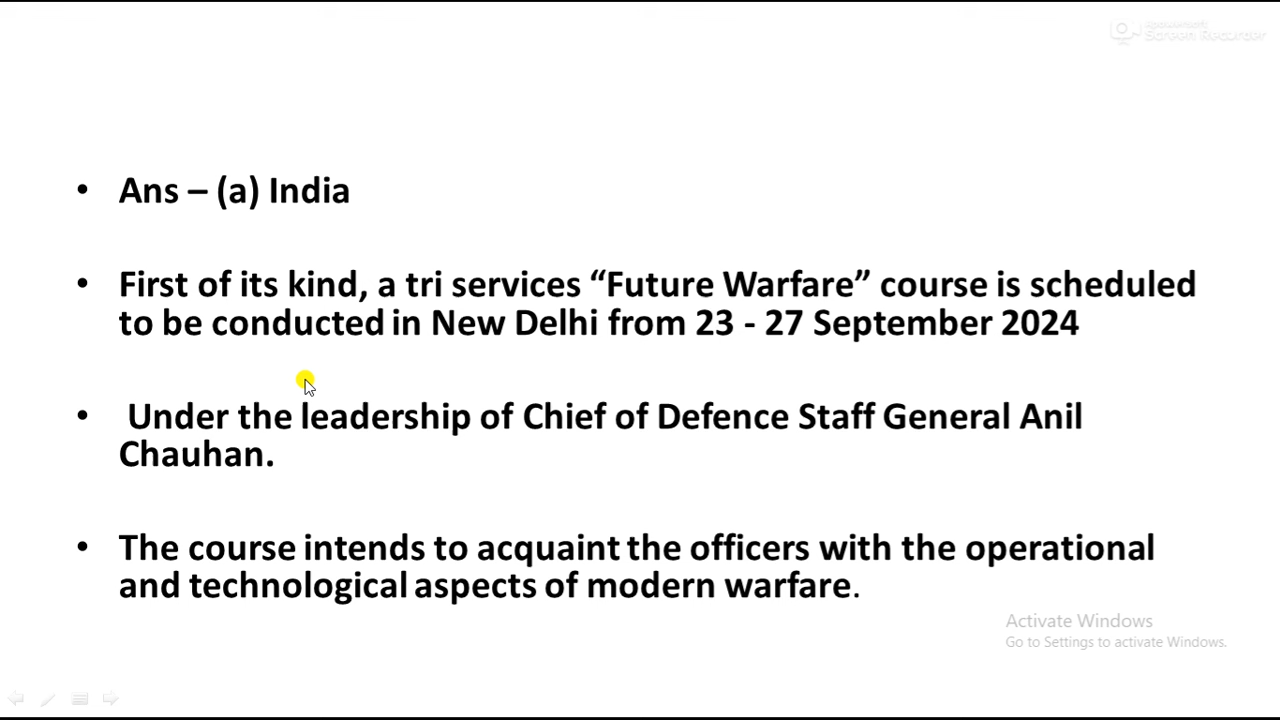 Apowersoft
Screen Recorder
• Ans – (a) India
• First of its kind, a tri services “Future Warfare” course is scheduled
to be conducted in New Delhi from 23 - 27 September 2024
• Under the leadership of Chief of Defence Staff General Anil
Chauhan.
• The course intends to acquaint the officers with the operational
and technological aspects of modern warfare.
Activate Windows
Go to Settings to activate Windows.